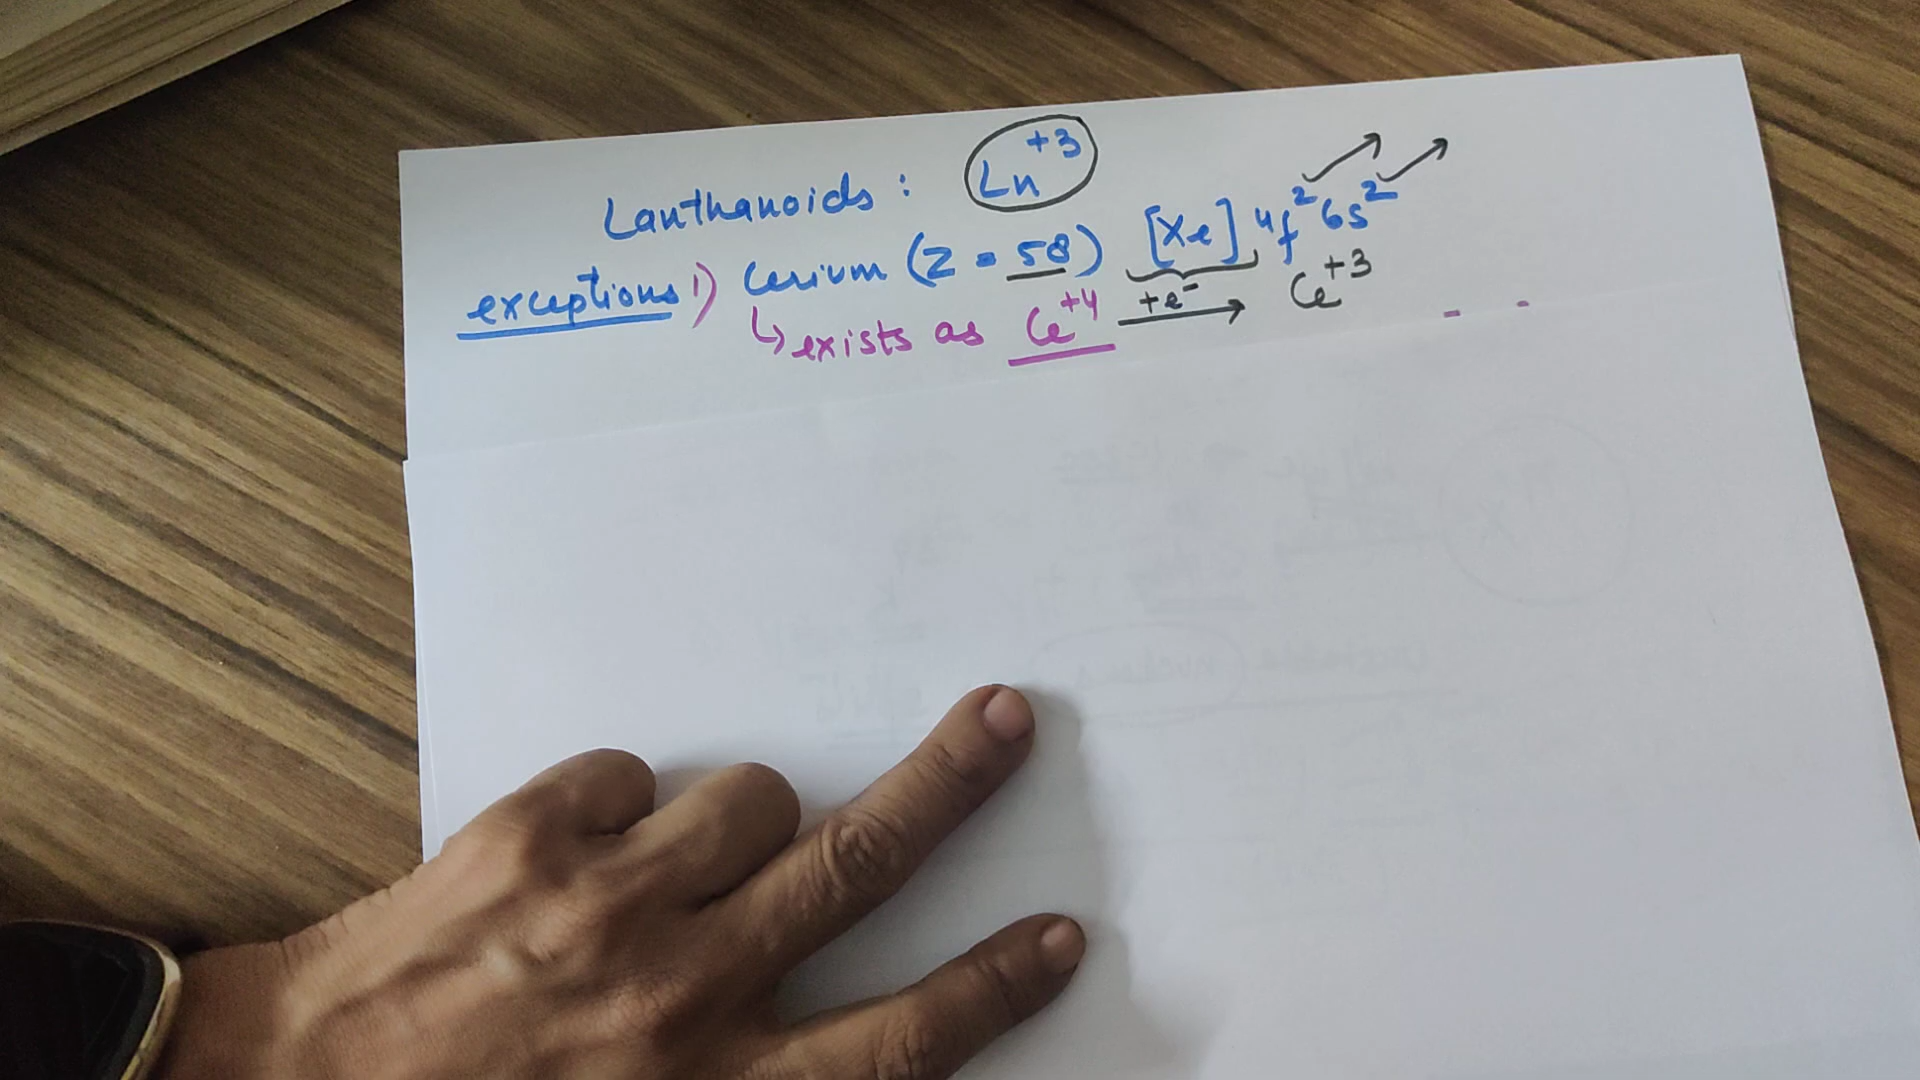 Lanthanoids : Ln+3
exceptions 1) Cerium (Z = 58) [Xe] 4f2 6s2
↳ exists as Ce+4 +e- → Ce+3